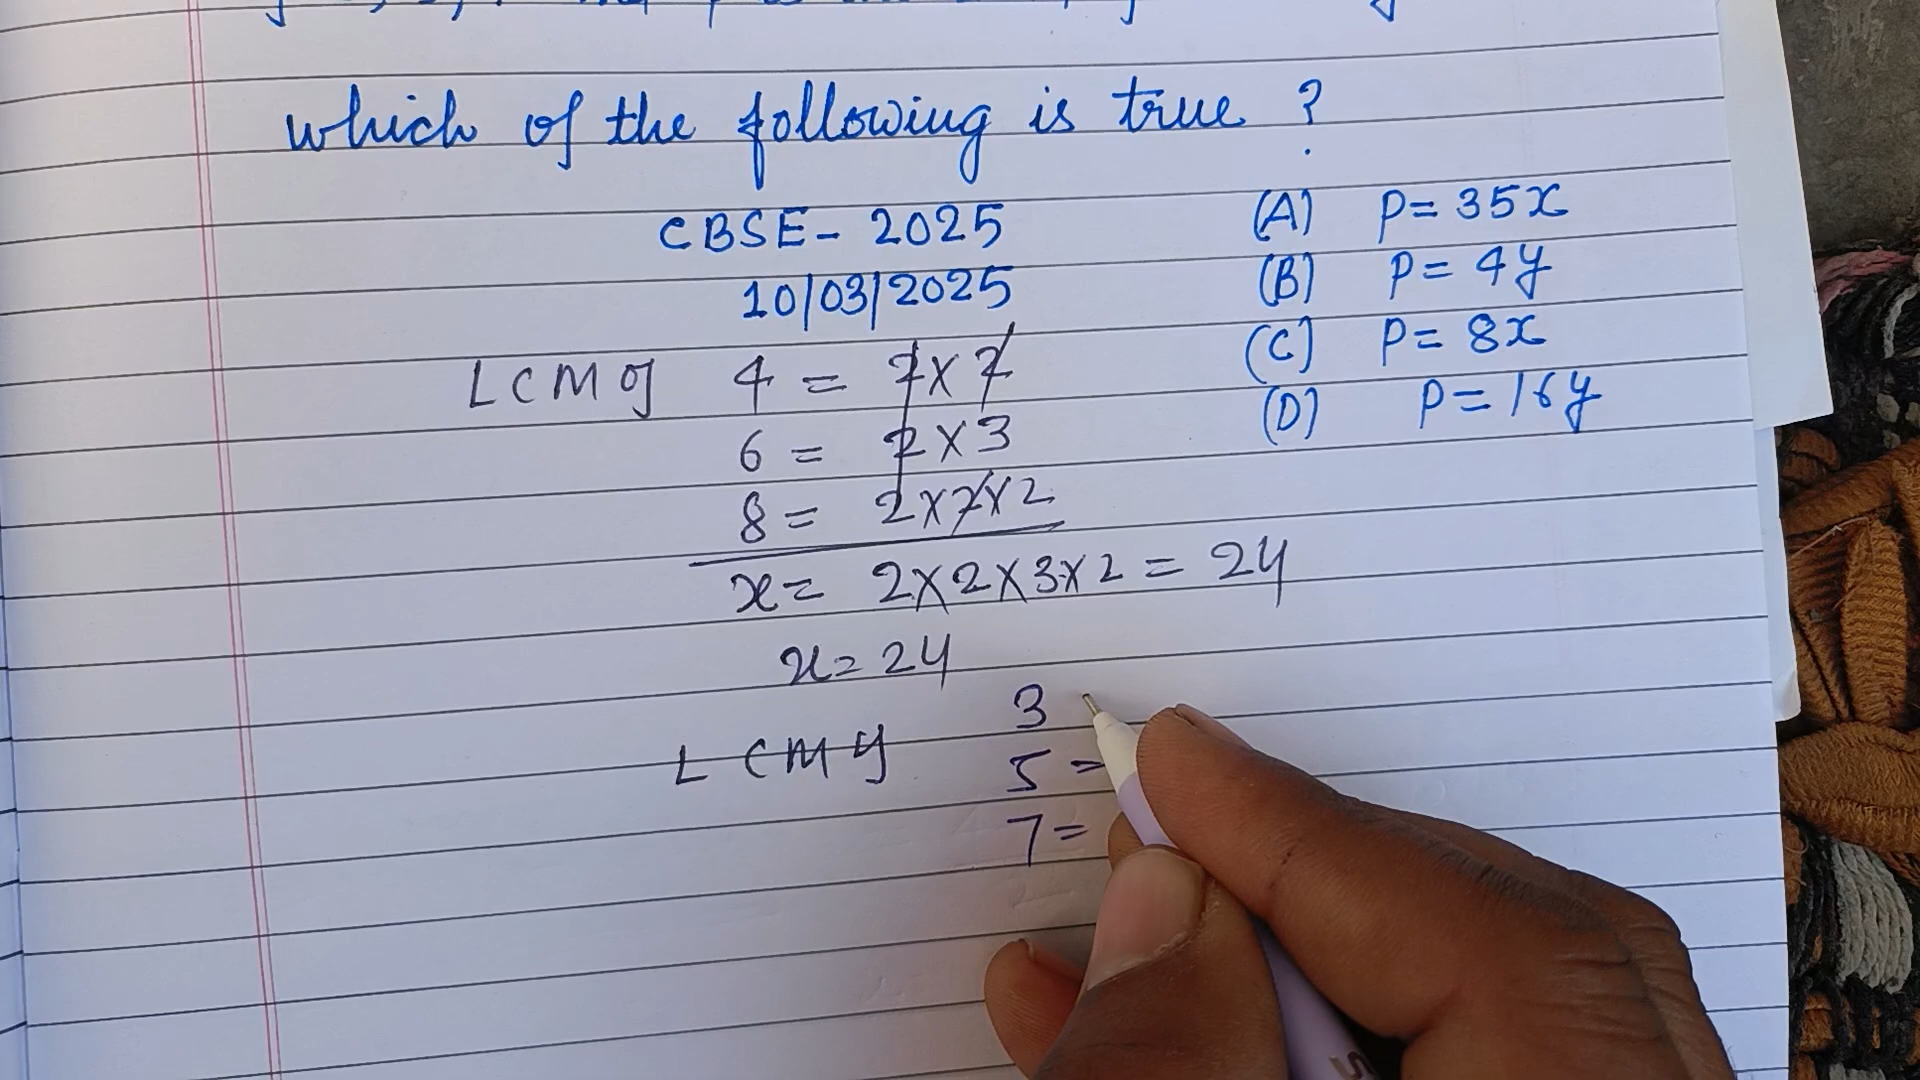 which of the following is true ?
CBSE - 2025
10/03/2025
(A) P = 35x
(B) P = 4y
(C) P = 8x
(D) P = 16y
LCM of 4 = 2 x 2
6 = 2 x 3
8 = 2 x 2 x 2
x = 2 x 2 x 3 x 2 = 24
x = 24
LCM of 3
5 =
7 =